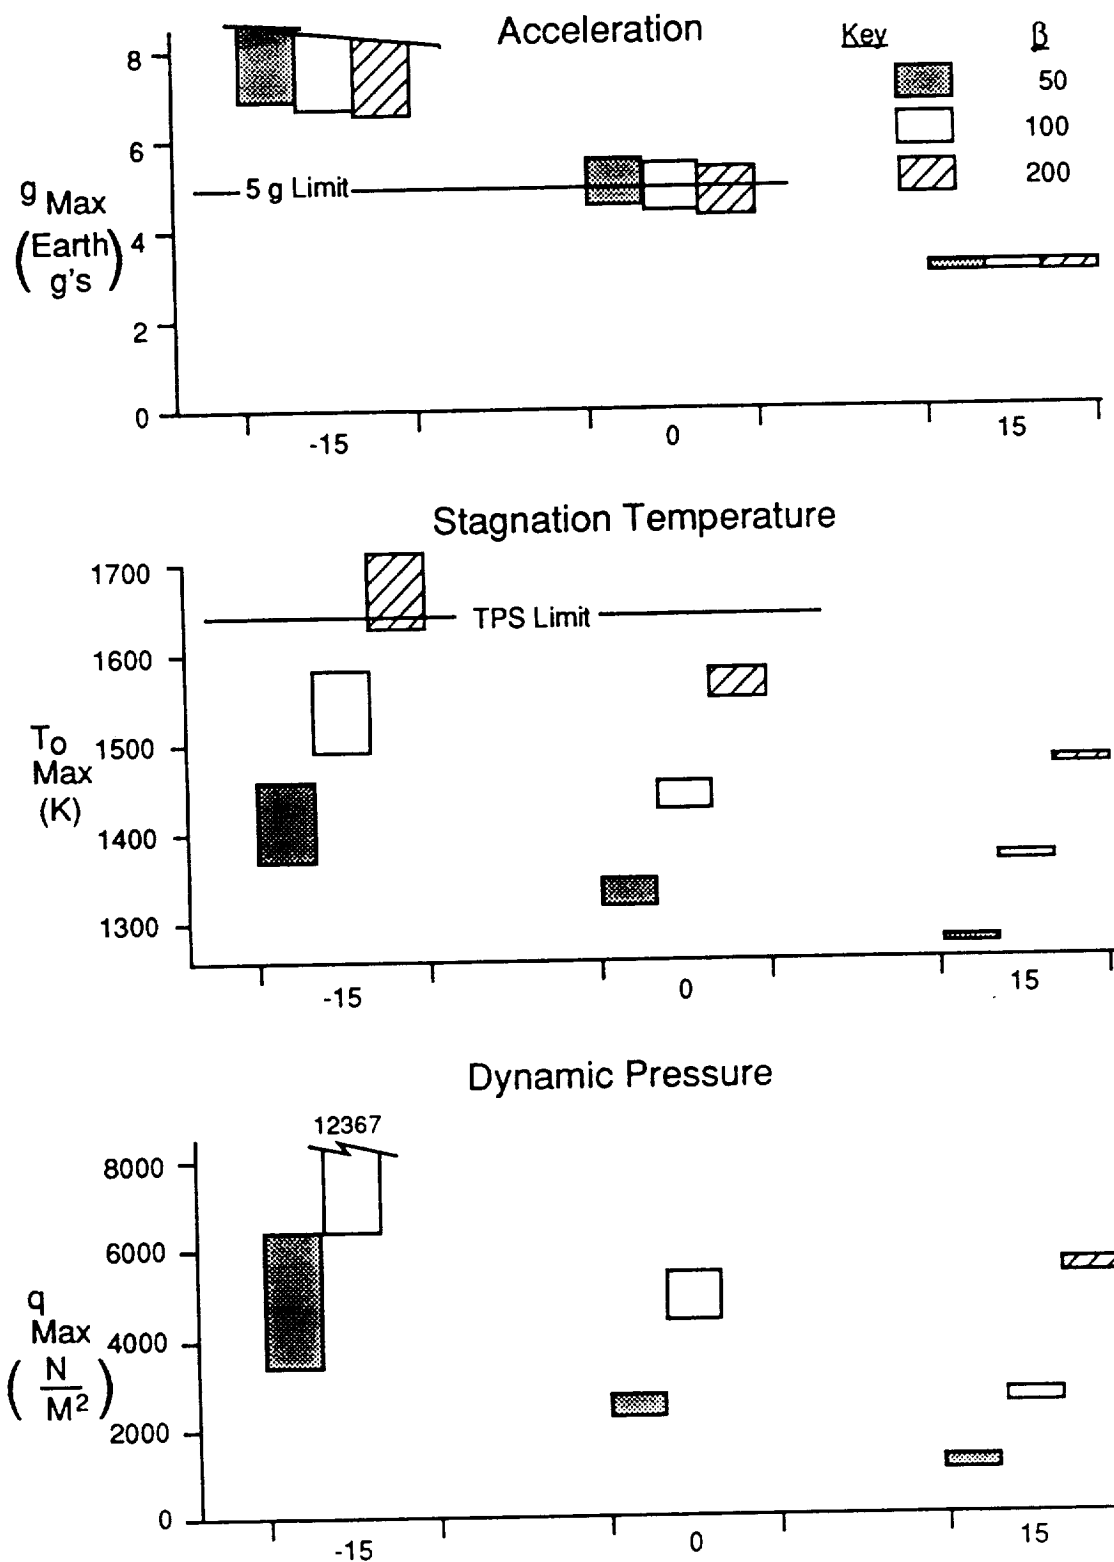 Acceleration
Key β
50
100
200
8
6
4
2
0
g Max
(Earth g's)
5 g Limit
-15 0 15
Stagnation Temperature
1700
1600
1500
1400
1300
To Max (K)
TPS Limit
-15 0 15
Dynamic Pressure
12367
8000
6000
4000
2000
0
q Max
(N/M²)
-15 0 15